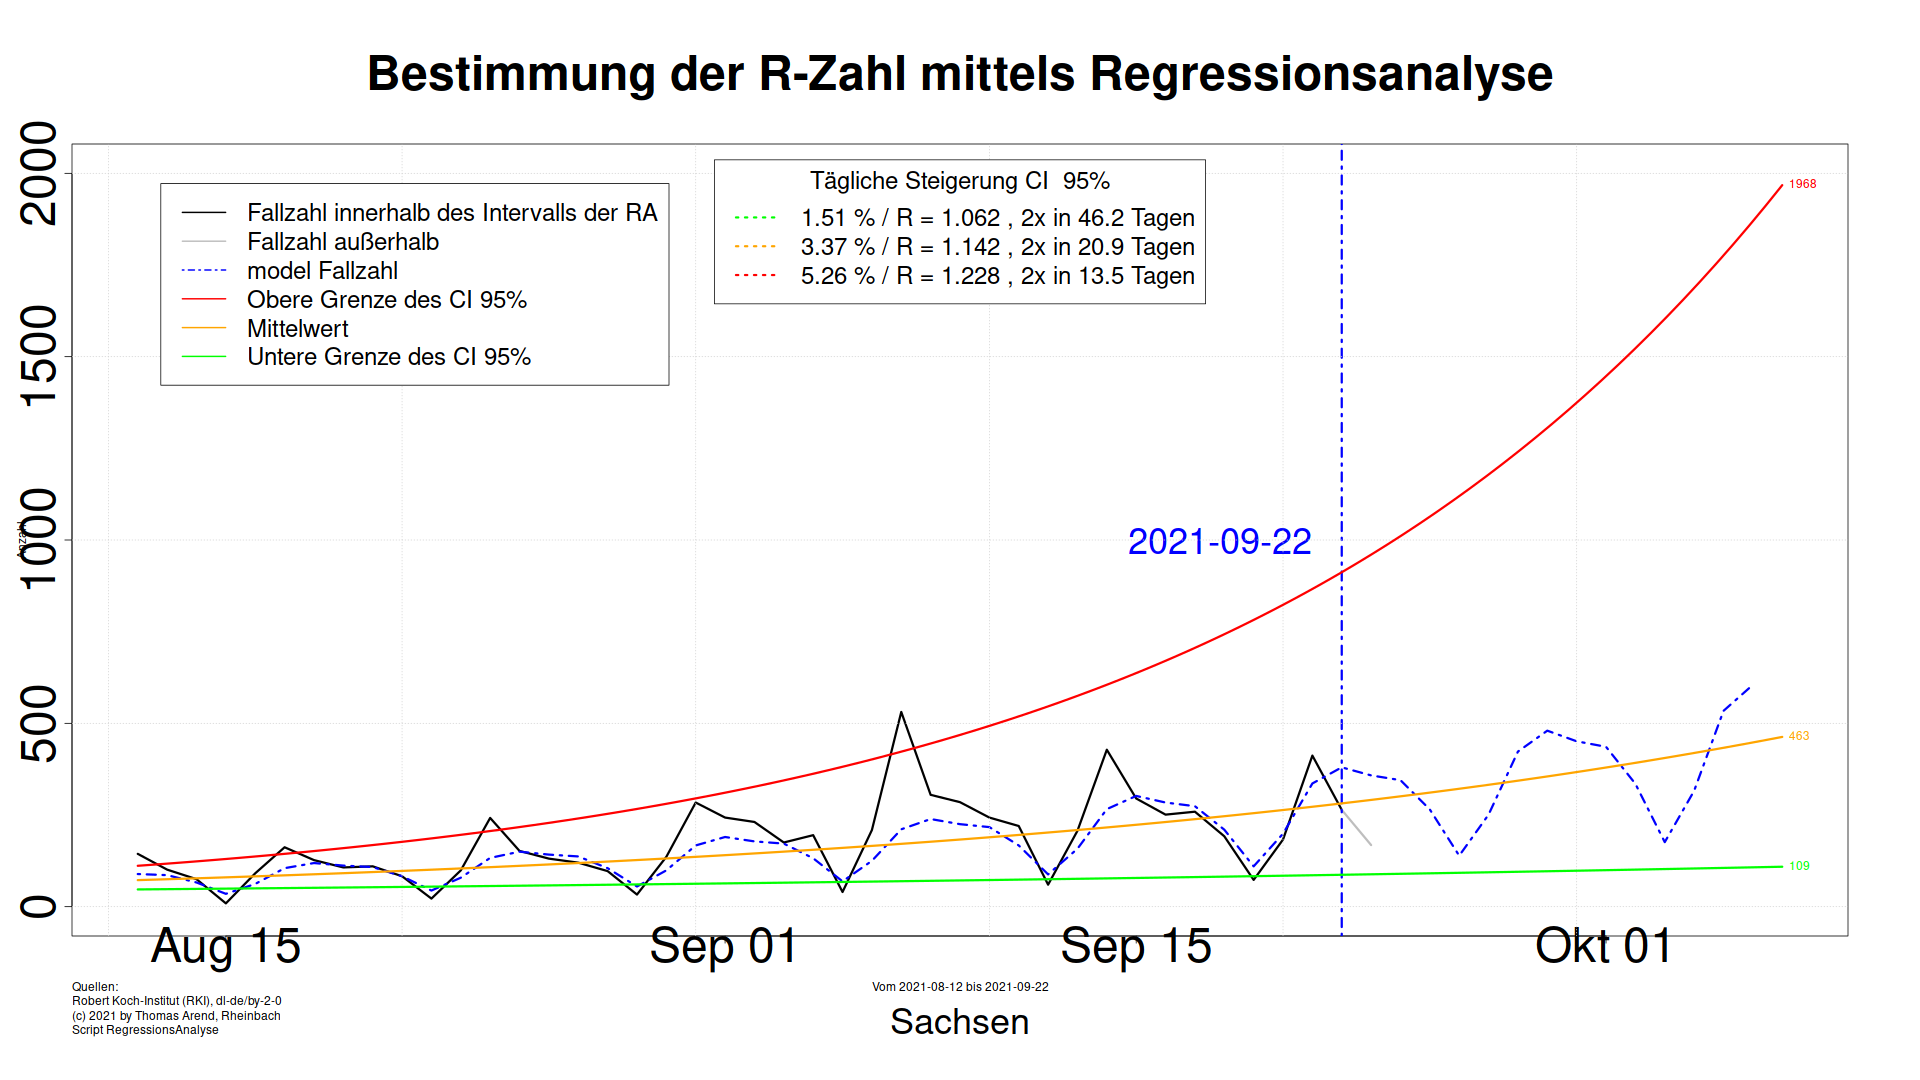 Bestimmung der R-Zahl mittels Regressionsanalyse
Anzahl
2000
1500
1000
500
0
Fallzahl innerhalb des Intervalls der RA
Fallzahl außerhalb
model Fallzahl
Obere Grenze des CI 95%
Mittelwert
Untere Grenze des CI 95%
Tägliche Steigerung CI 95%
1.51 % / R = 1.062 , 2x in 46.2 Tagen
3.37 % / R = 1.142 , 2x in 20.9 Tagen
5.26 % / R = 1.228 , 2x in 13.5 Tagen
1968
2021-09-22
463
109
Aug 15
Sep 01
Sep 15
Okt 01
Quellen:
Robert Koch-Institut (RKI), dl-de/by-2-0
(c) 2021 by Thomas Arend, Rheinbach
Script RegressionsAnalyse
Vom 2021-08-12 bis 2021-09-22
Sachsen